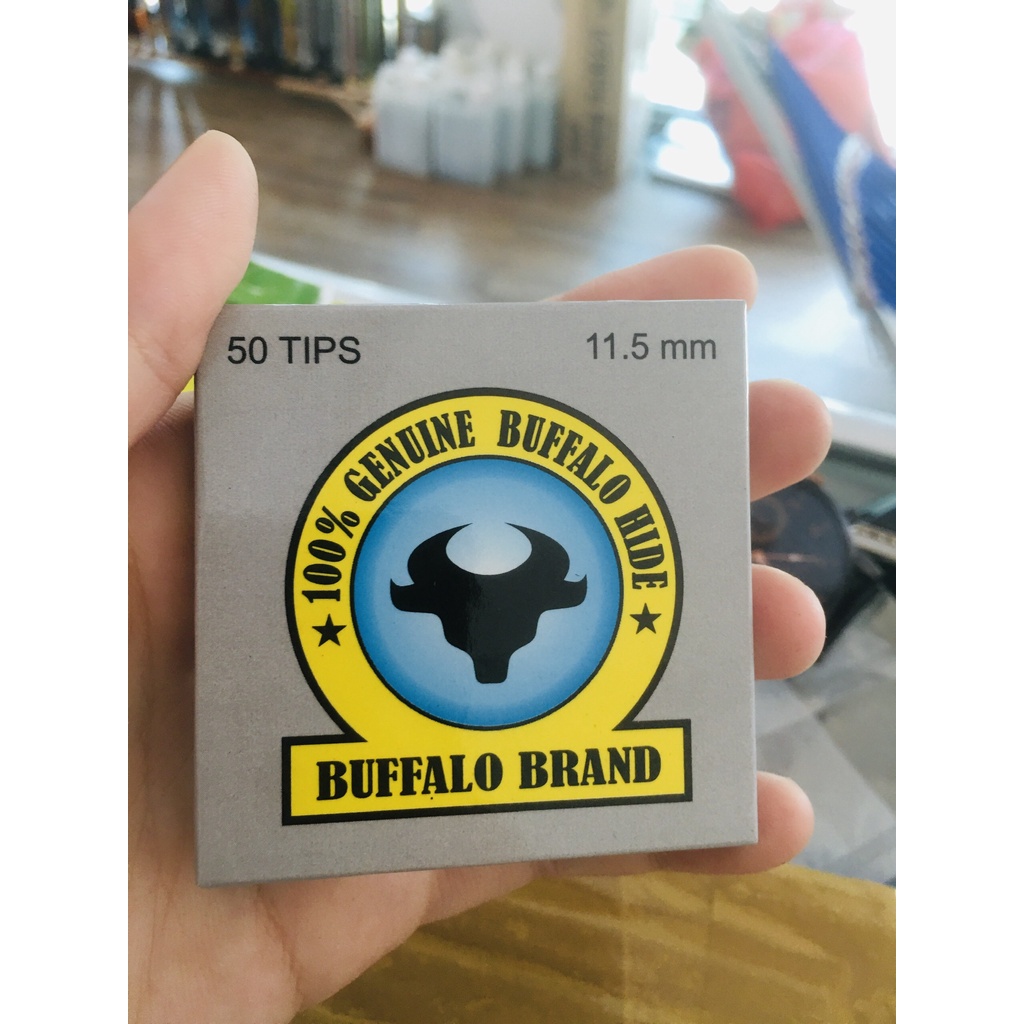 50 TIPS
11.5 mm
100% GENUINE BUFFALO HIDE
BUFFALO BRAND